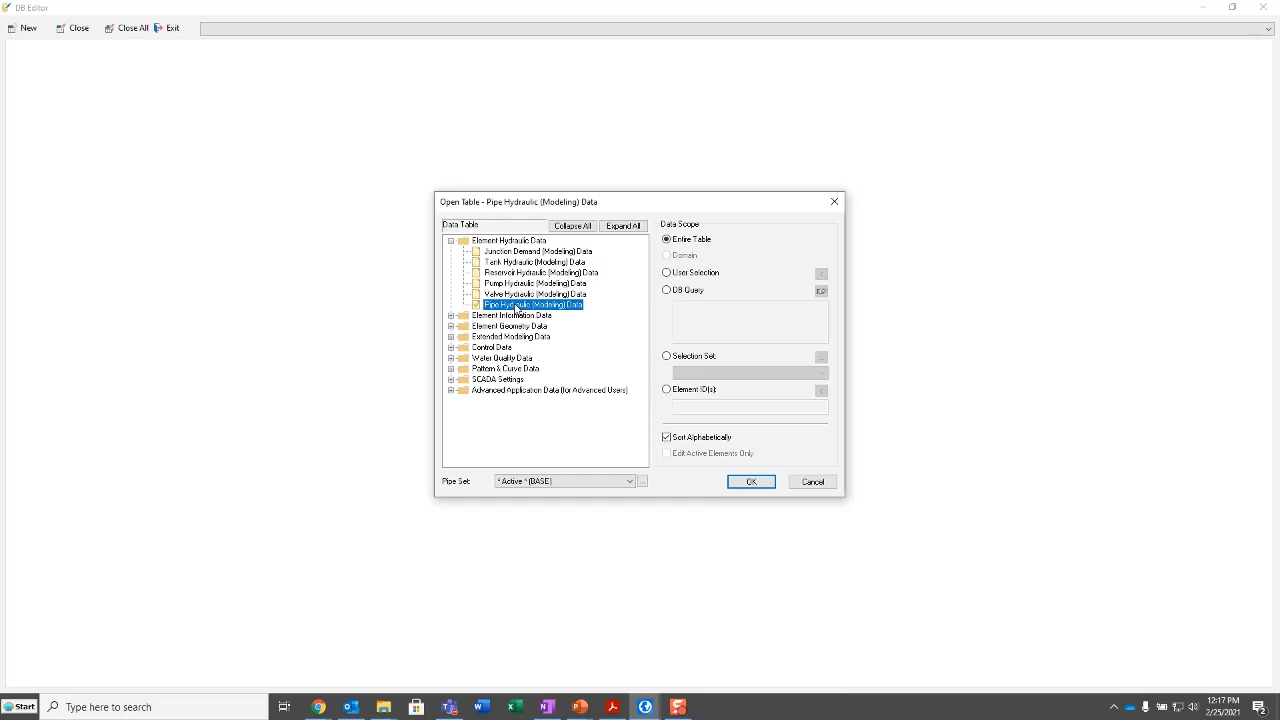 DB Editor
New Close Close All Exit
Open Table - Pipe Hydraulic (Modeling) Data
Data Table Collapse All Expand All
Element Hydraulic Data
Junction Demand (Modeling) Data
Tank Hydraulic (Modeling) Data
Reservoir Hydraulic (Modeling) Data
Pump Hydraulic (Modeling) Data
Valve Hydraulic (Modeling) Data
Pipe Hydraulic (Modeling) Data
Element Information Data
Element Geometry Data
Extended Modeling Data
Control Data
Water Quality Data
Pattern & Curve Data
SCADA Settings
Advanced Application Data (for Advanced Users)
Pipe Set: * Active * (BASE) ...
Data Scope
Entire Table
Domain
User Selection <
DB Query
Selection Set: ...
Element ID(s): <
Sort Alphabetically
Edit Active Elements Only
OK Cancel
Start Type here to search 12:17 PM
2/25/2021 2